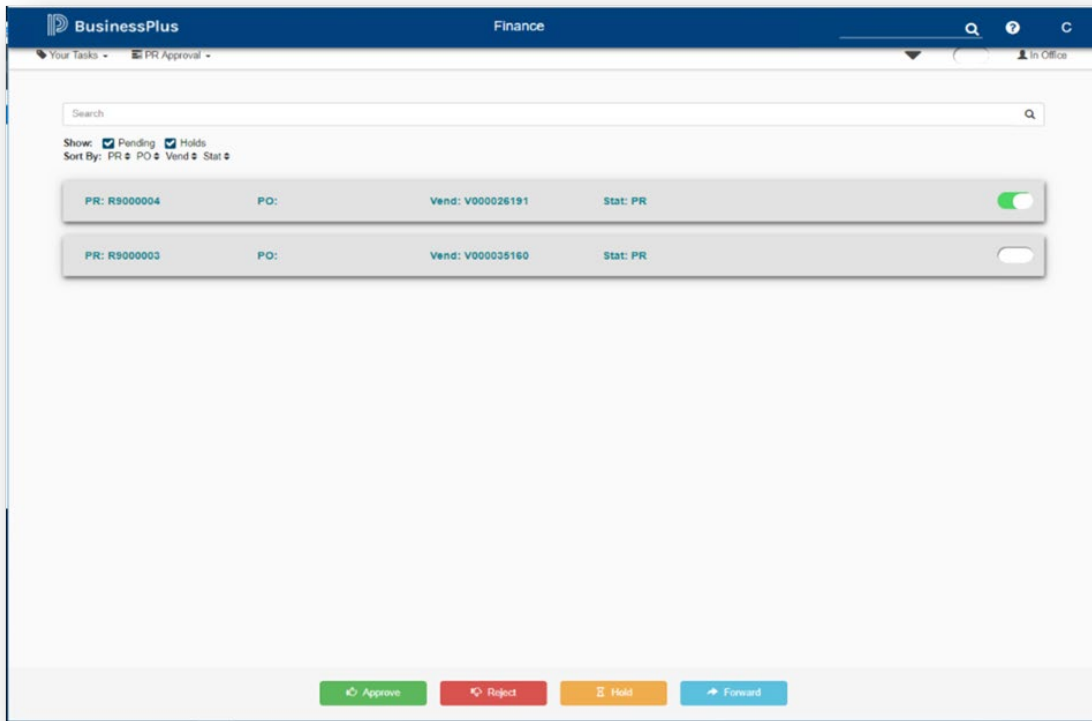 BusinessPlus Finance C
Your Tasks PR Approval In Office
Search
Show: Pending Holds
Sort By: PR PO Vend Stat
PR: R9000004 PO: Vend: V000026191 Stat: PR
PR: R9000003 PO: Vend: V000035160 Stat: PR
Approve Reject Hold Forward